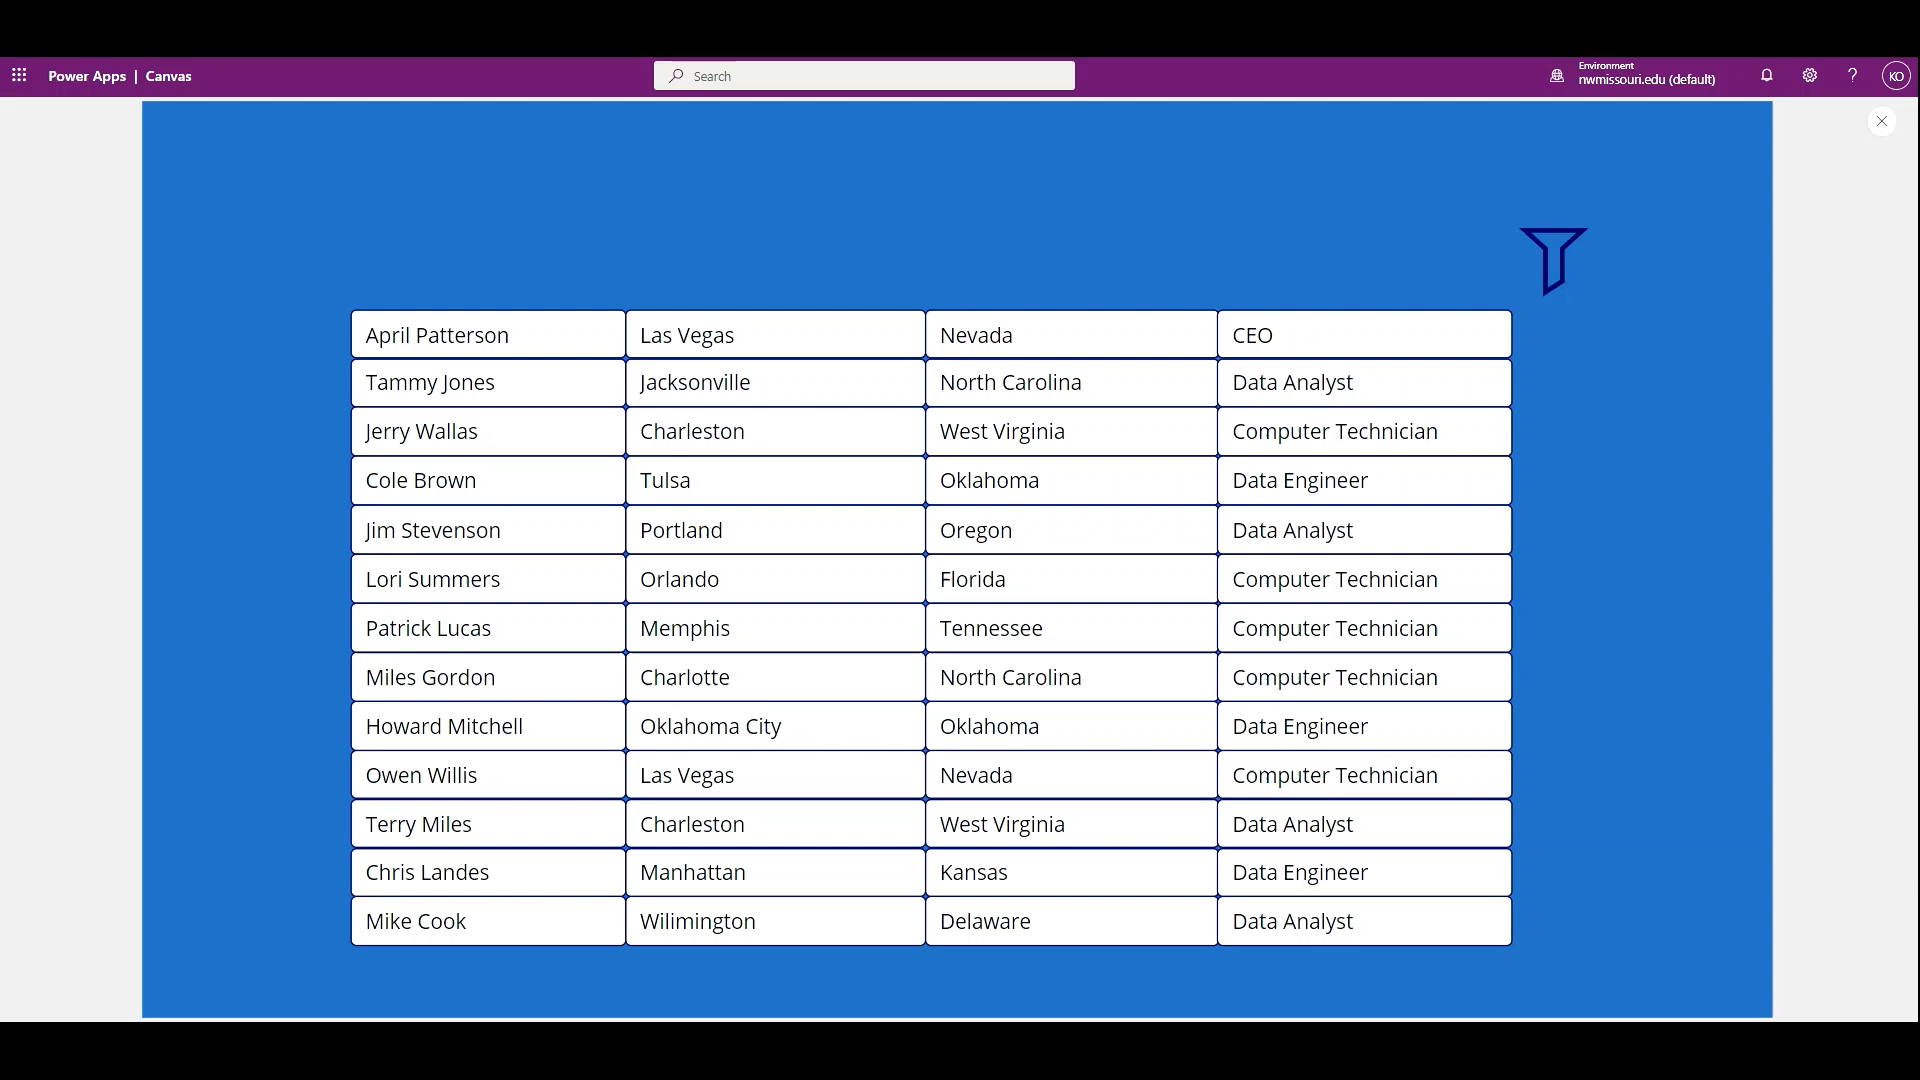 Power Apps | Canvas
Search
Environment
nwmissouri.edu (default)
?
KO
April Patterson Las Vegas Nevada CEO
Tammy Jones Jacksonville North Carolina Data Analyst
Jerry Wallas Charleston West Virginia Computer Technician
Cole Brown Tulsa Oklahoma Data Engineer
Jim Stevenson Portland Oregon Data Analyst
Lori Summers Orlando Florida Computer Technician
Patrick Lucas Memphis Tennessee Computer Technician
Miles Gordon Charlotte North Carolina Computer Technician
Howard Mitchell Oklahoma City Oklahoma Data Engineer
Owen Willis Las Vegas Nevada Computer Technician
Terry Miles Charleston West Virginia Data Analyst
Chris Landes Manhattan Kansas Data Engineer
Mike Cook Wilimington Delaware Data Analyst